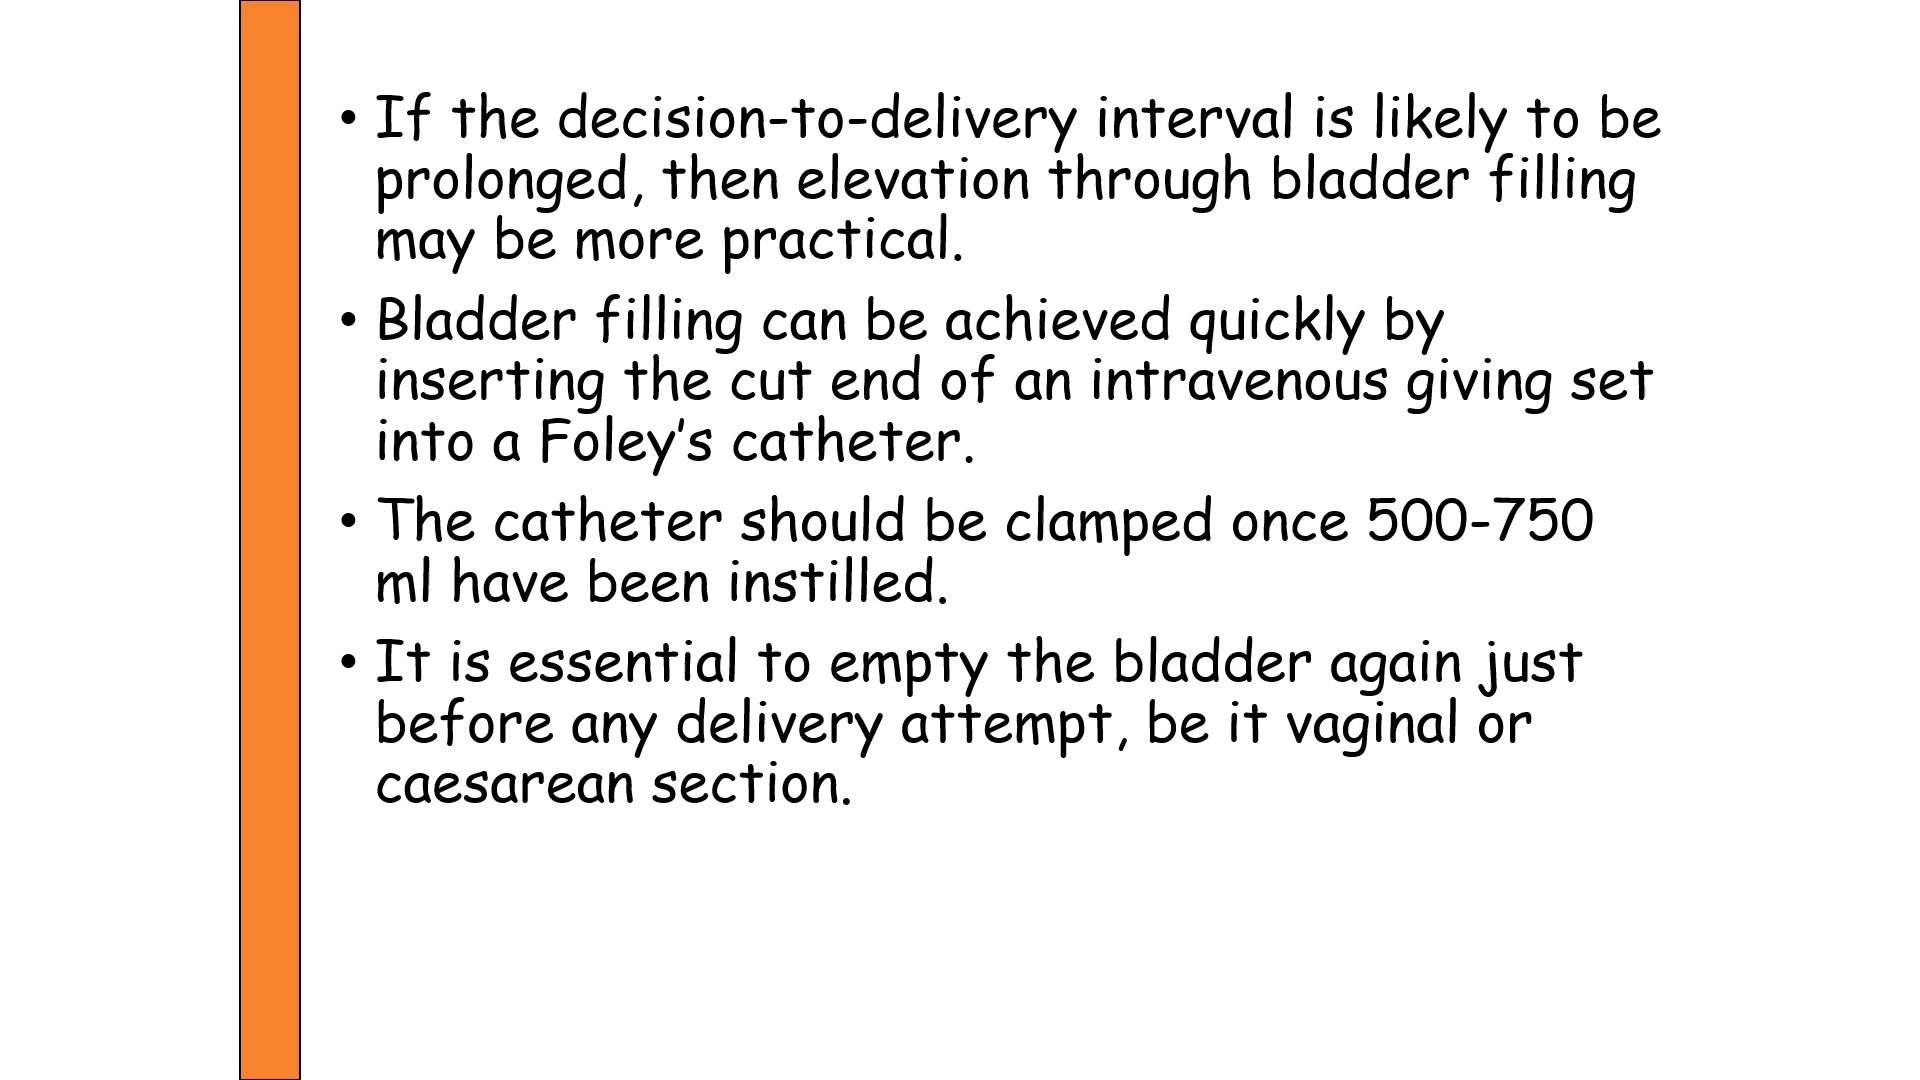 • If the decision-to-delivery interval is likely to be
prolonged, then elevation through bladder filling
may be more practical.
• Bladder filling can be achieved quickly by
inserting the cut end of an intravenous giving set
into a Foley’s catheter.
• The catheter should be clamped once 500-750
ml have been instilled.
• It is essential to empty the bladder again just
before any delivery attempt, be it vaginal or
caesarean section.